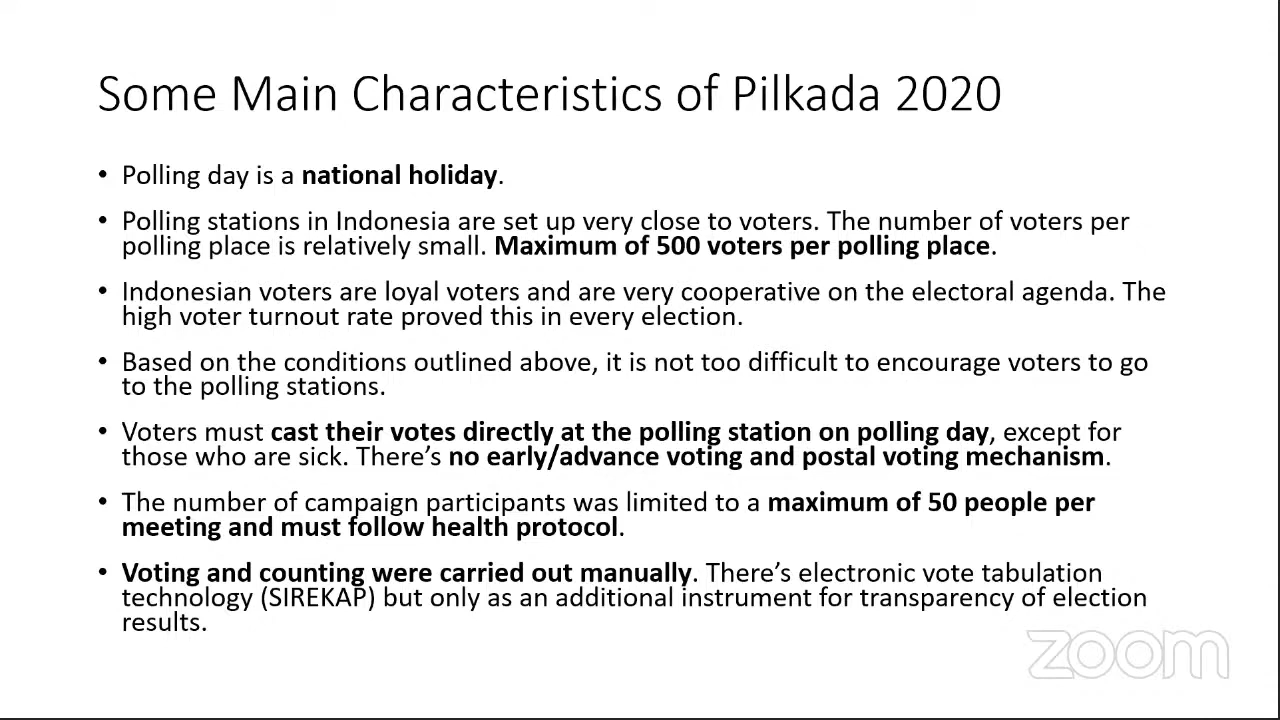 Some Main Characteristics of Pilkada 2020
• Polling day is a national holiday.
• Polling stations in Indonesia are set up very close to voters. The number of voters per
polling place is relatively small. Maximum of 500 voters per polling place.
• Indonesian voters are loyal voters and are very cooperative on the electoral agenda. The
high voter turnout rate proved this in every election.
• Based on the conditions outlined above, it is not too difficult to encourage voters to go
to the polling stations.
• Voters must cast their votes directly at the polling station on polling day, except for
those who are sick. There’s no early/advance voting and postal voting mechanism.
• The number of campaign participants was limited to a maximum of 50 people per
meeting and must follow health protocol.
• Voting and counting were carried out manually. There’s electronic vote tabulation
technology (SIREKAP) but only as an additional instrument for transparency of election
results.
zoom